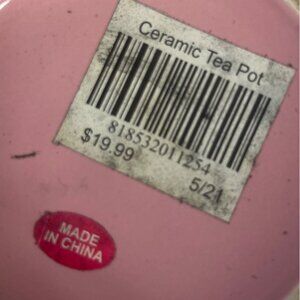 Ceramic Tea Pot
818532011254
$19.99
5/21
MADE
IN CHINA